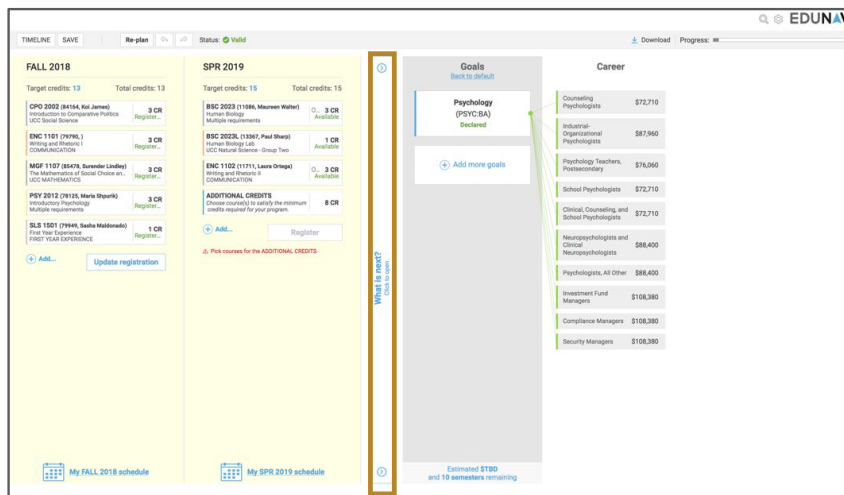 EDUNAV
TIMELINE SAVE Re-plan Status: Valid Download Progress:
FALL 2018
Target credits: 13 Total credits: 13
CPO 2002 (84164, Koi James)
Introduction to Comparative Politics
UCC Social Science
3 CR
Register...
ENC 1101 (79790, )
Writing and Rhetoric I
COMMUNICATION
3 CR
Register...
MGF 1107 (85478, Surender Lindley)
The Mathematics of Social Choice an...
UCC MATHEMATICS
3 CR
Register...
PSY 2012 (78125, Maria Shpurik)
Introductory Psychology
Multiple requirements
3 CR
Register...
SLS 1501 (79949, Sasha Maldonado)
First Year Experience
FIRST YEAR EXPERIENCE
1 CR
Register...
Add...
Update registration
My FALL 2018 schedule
SPR 2019
Target credits: 15 Total credits: 15
BSC 2023 (11086, Maureen Walter)
Human Biology
Multiple requirements
O... 3 CR
Available
BSC 2023L (13367, Paul Sharp)
Human Biology Lab
UCC Natural Science - Group Two
1 CR
Available
ENC 1102 (11711, Laura Ortega)
Writing and Rhetoric II
COMMUNICATION
O... 3 CR
Available
ADDITIONAL CREDITS
Choose course(s) to satisfy the minimum
credits required for your program.
8 CR
Add...
Register
Pick courses for the ADDITIONAL CREDITS
My SPR 2019 schedule
What is next?
Click to open
Goals
Back to default
Psychology
(PSYC:BA)
Declared
Add more goals
Estimated $TBD
and 10 semesters remaining
Career
Counseling
Psychologists
$72,710
Industrial-
Organizational
Psychologists
$87,960
Psychology Teachers,
Postsecondary
$76,060
School Psychologists $72,710
Clinical, Counseling, and
School Psychologists
$72,710
Neuropsychologists and
Clinical
Neuropsychologists
$88,400
Psychologists, All Other $88,400
Investment Fund
Managers
$108,380
Compliance Managers $108,380
Security Managers $108,380